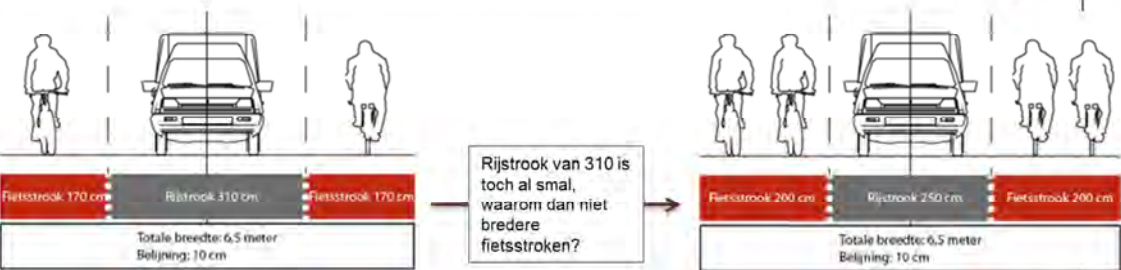 Fietsstrook 170 cm
Rijstrook 310 cm
Fietsstrook 170 cm
Totale breedte: 6,5 meter
Belijning: 10 cm
Rijstrook van 310 is
toch al smal,
waarom dan niet
bredere
fietsstroken?
Fietsstrook 200 cm
Rijstrook 250 cm
Fietsstrook 200 cm
Totale breedte: 6,5 meter
Belijning: 10 cm